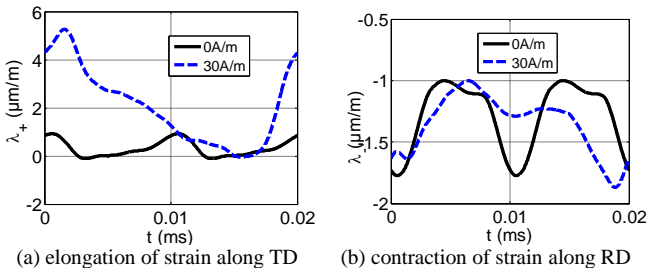 6
4
2
0
-2
λ+ (μm/m)
0A/m
30A/m
0
0.01
0.02
t (ms)
(a) elongation of strain along TD
-0.5
-1
-1.5
-2
(μm/m)
0A/m
30A/m
0
0.01
0.02
t (ms)
(b) contraction of strain along RD